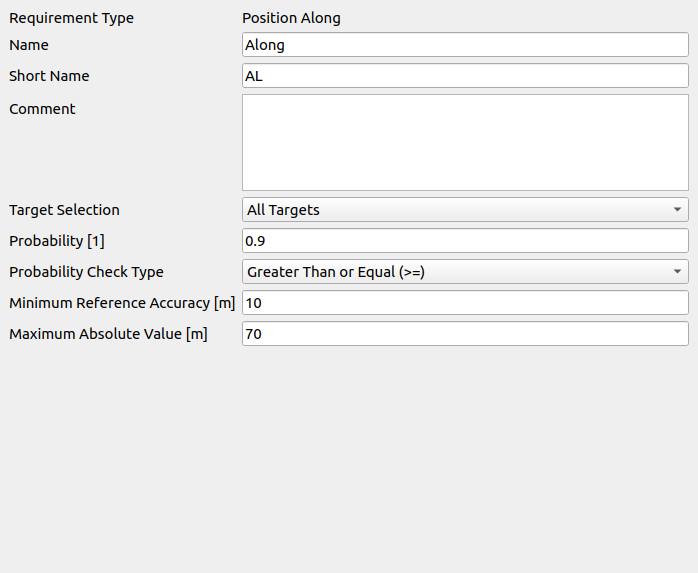 Requirement Type Position Along
Name Along
Short Name AL
Comment
Target Selection All Targets
Probability [1] 0.9
Probability Check Type Greater Than or Equal (>=)
Minimum Reference Accuracy [m] 10
Maximum Absolute Value [m] 70